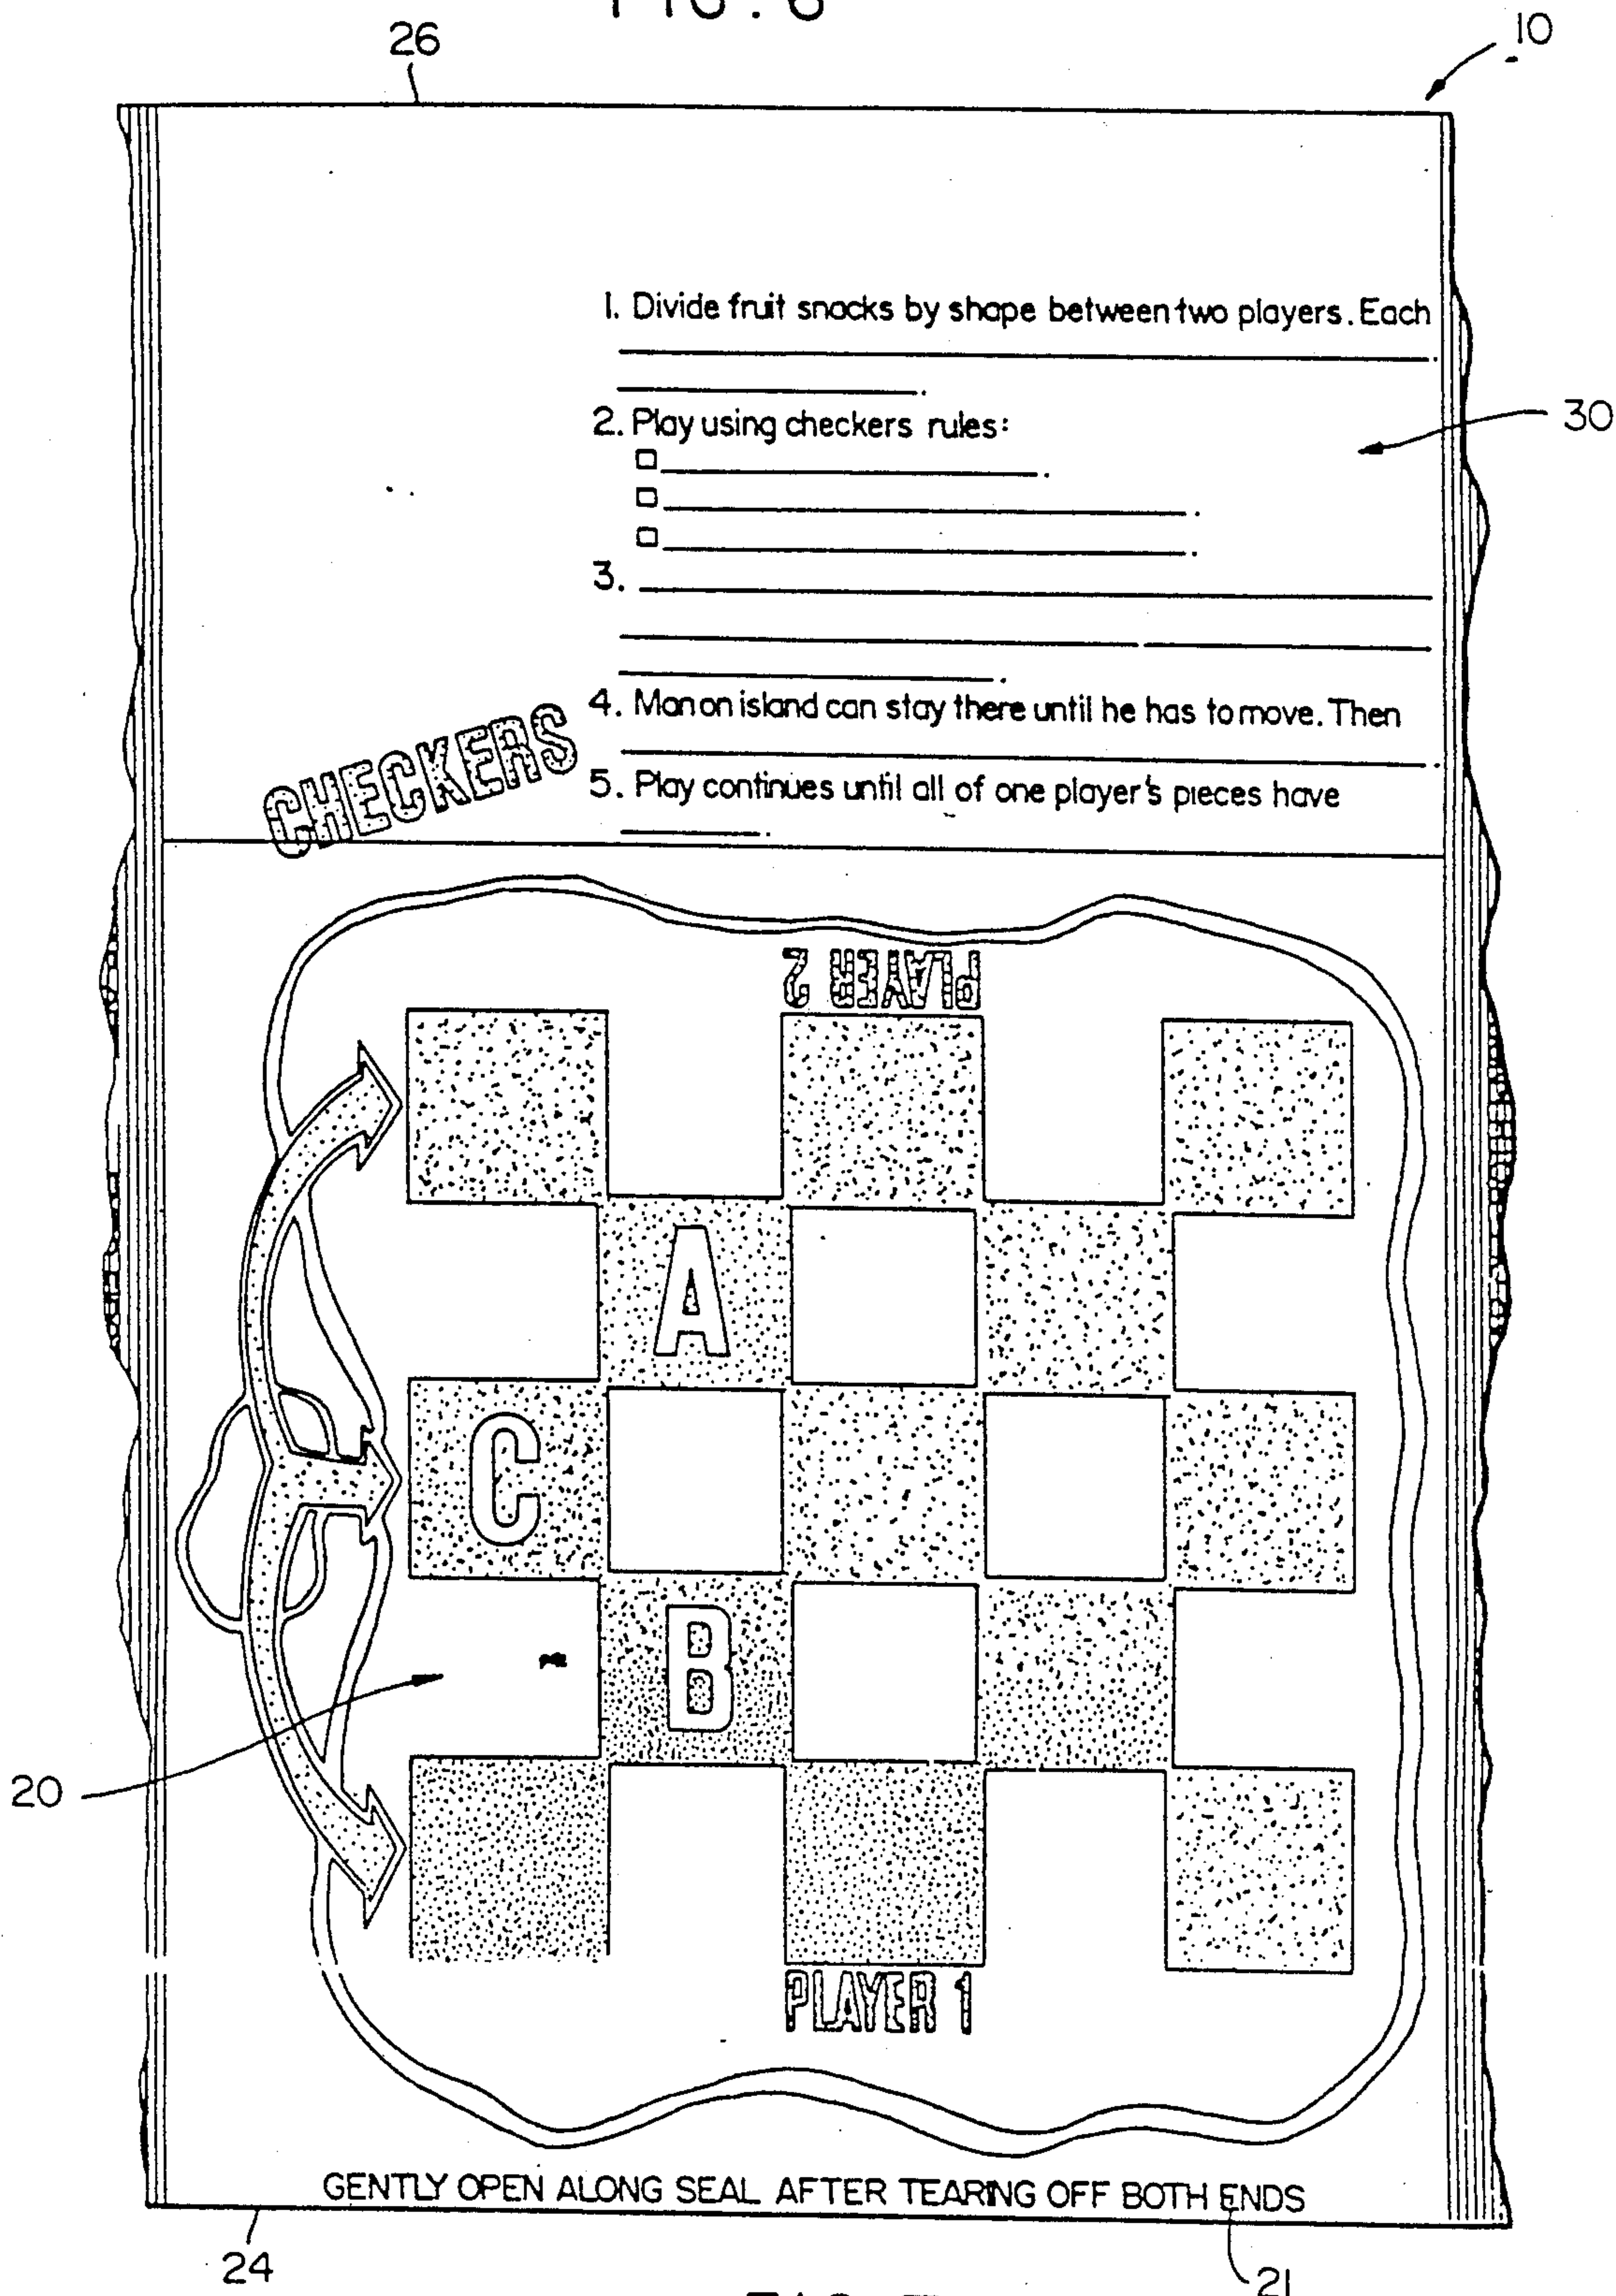 26
10
1. Divide fruit snacks by shape between two players. Each
2. Play using checkers rules:
30
3.
4. Man on island can stay there until he has to move. Then
CHECKERS
5. Play continues until all of one player's pieces have
PLAYER 2
A
C
B
20
PLAYER 1
GENTLY OPEN ALONG SEAL AFTER TEARING OFF BOTH ENDS
24
21